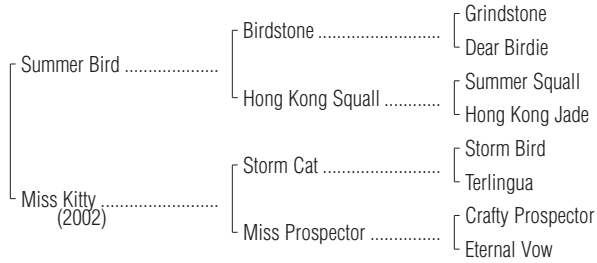 Grindstone
Birdstone ........................
Dear Birdie
Summer Bird ....................
Summer Squall
Hong Kong Squall ............
Hong Kong Jade
Storm Bird
Storm Cat ........................
Terlingua
Miss Kitty ........................
(2002)
Crafty Prospector
Miss Prospector ..............
Eternal Vow